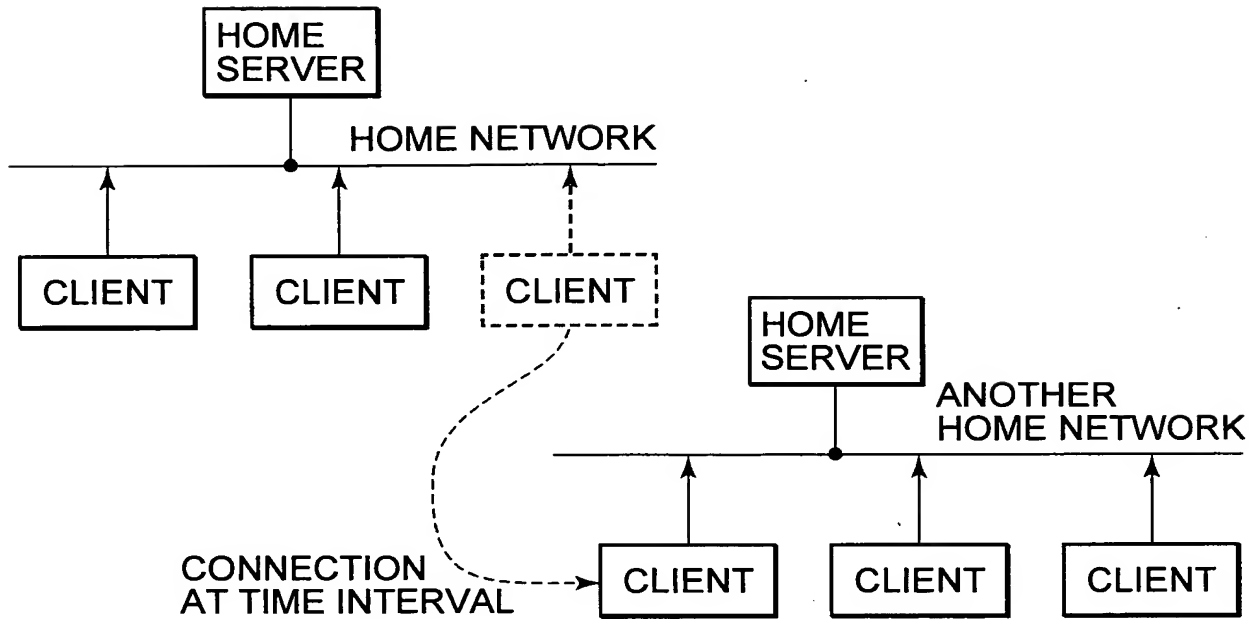 HOME
SERVER
HOME NETWORK
CLIENT
CLIENT
CLIENT
HOME
SERVER
ANOTHER
HOME NETWORK
CONNECTION
AT TIME INTERVAL
CLIENT
CLIENT
CLIENT